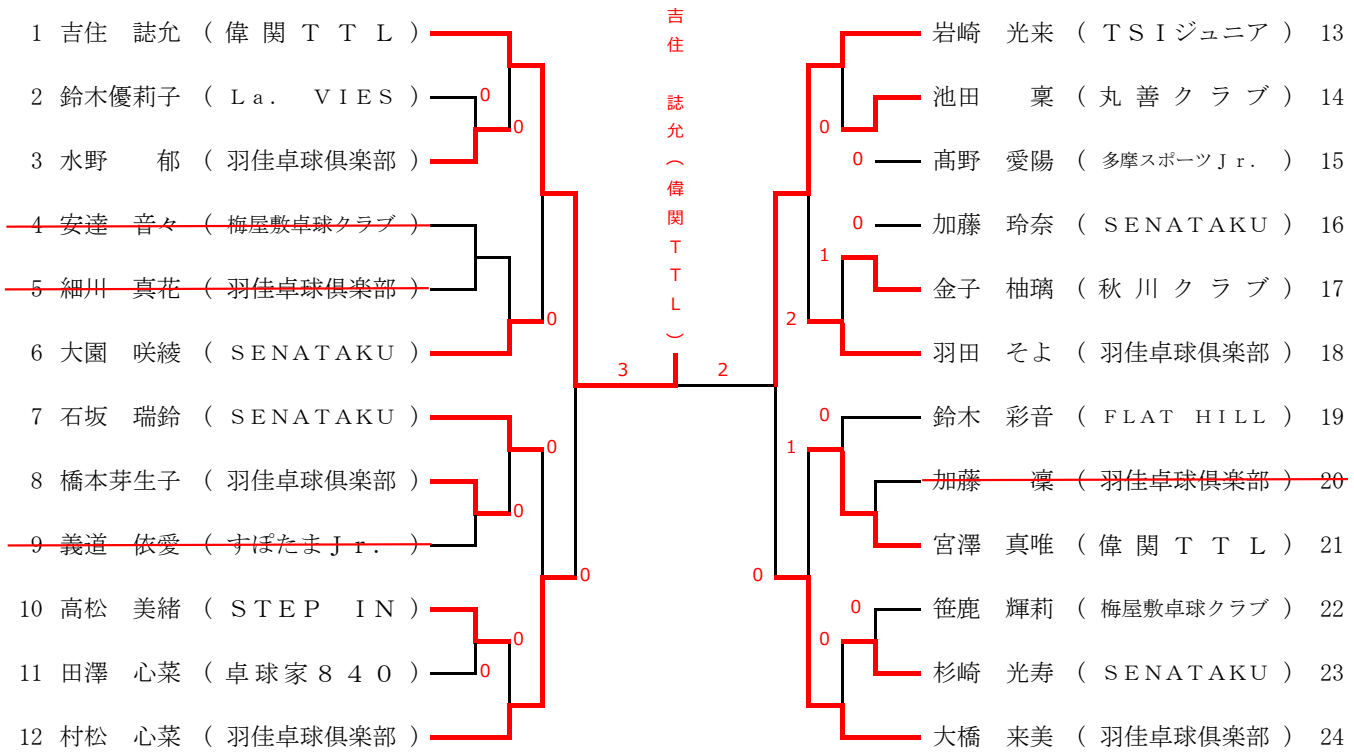 1 吉住 誌允 ( 偉関TTL )
2 鈴木優莉子 ( La. VIES )
0
3 水野 郁 ( 羽佳卓球倶楽部 )
0
4 安達 音々 ( 梅屋敷卓球クラブ )
5 細川 真花 ( 羽佳卓球倶楽部 )
0
6 大園 咲綾 ( SENATAKU )
7 石坂 瑞鈴 ( SENATAKU )
0
8 橋本芽生子 ( 羽佳卓球倶楽部 )
0
9 義道 依愛 ( すぽたまJr. )
0
10 高松 美緒 ( STEP IN )
0
11 田澤 心菜 ( 卓球家840 )
0
12 村松 心菜 ( 羽佳卓球倶楽部 )
吉住 誌允(偉関TTL)
3 2
岩崎 光来 ( TSIジュニア ) 13
池田 稟 ( 丸善クラブ ) 14
0
0 髙野 愛陽 ( 多摩スポーツJr. ) 15
0 加藤 玲奈 ( SENATAKU ) 16
1
金子 柚璃 ( 秋川クラブ ) 17
2
羽田 そよ ( 羽佳卓球倶楽部 ) 18
0 鈴木 彩音 ( FLAT HILL ) 19
1
加藤 凜 ( 羽佳卓球倶楽部 ) 20
宮澤 真唯 ( 偉関TTL ) 21
0
0 笹鹿 輝莉 ( 梅屋敷卓球クラブ ) 22
0
杉崎 光寿 ( SENATAKU ) 23
大橋 来美 ( 羽佳卓球倶楽部 ) 24